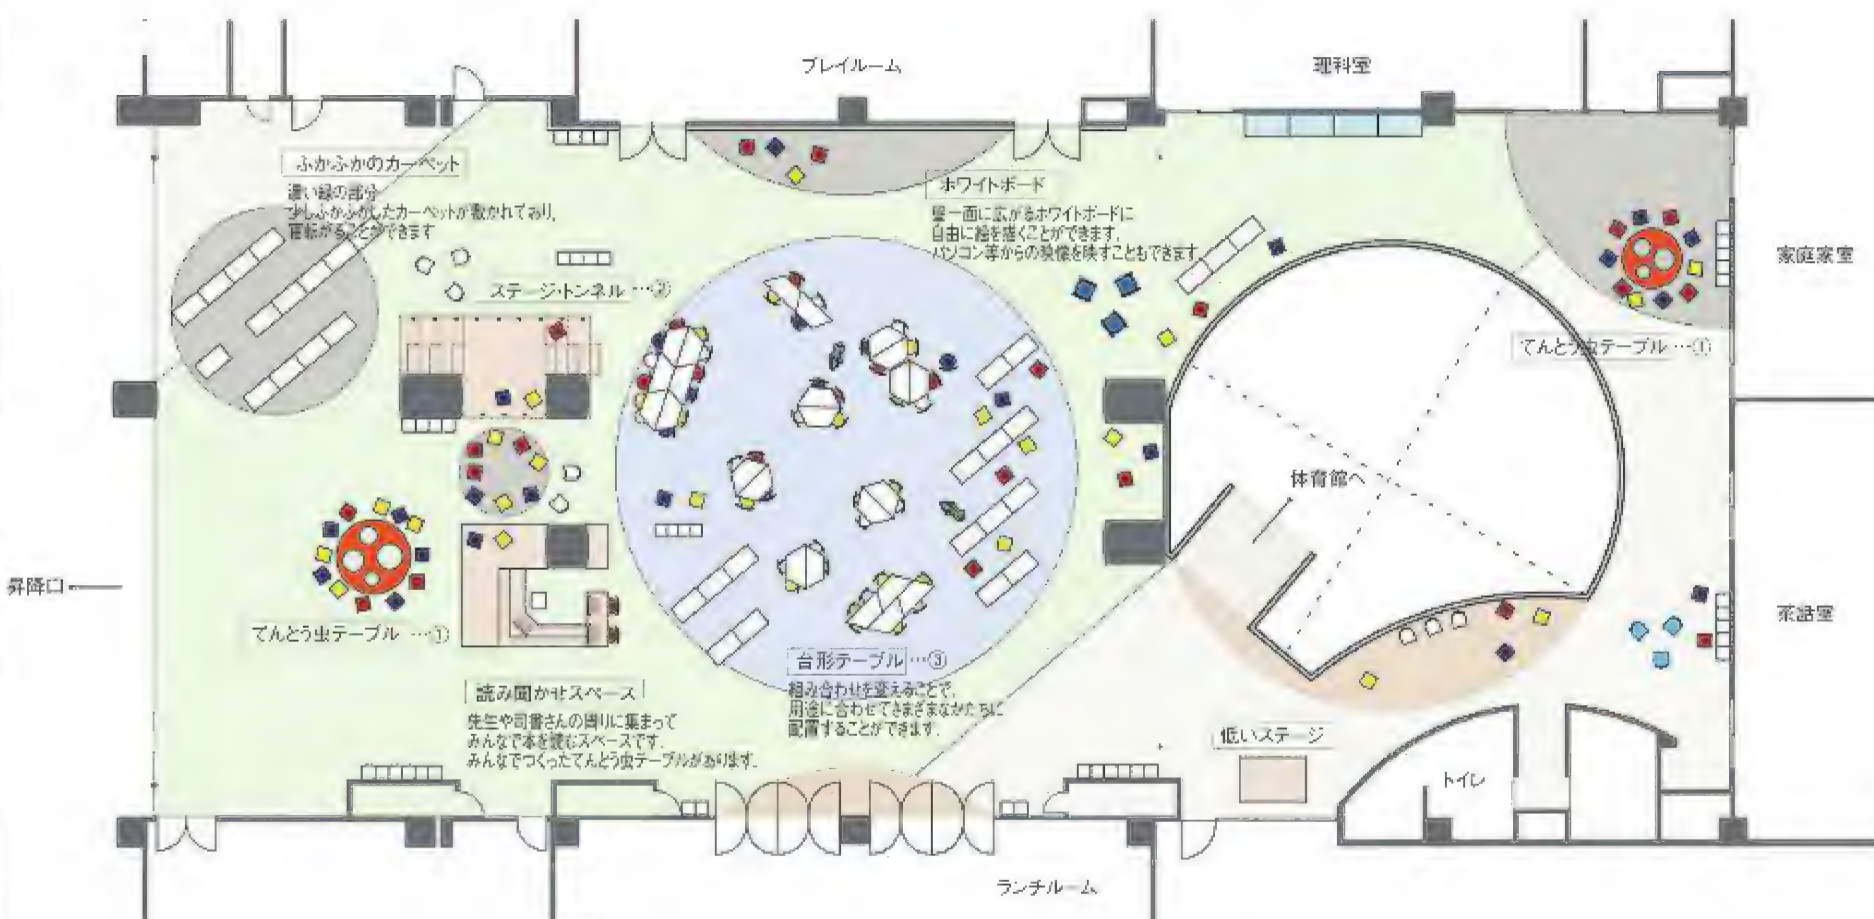 プレイルーム
理科室
ふかふかのカーペット
濃い緑の部分
少しふかふかしたカーペットが敷かれており、
寝転がることができます
ホワイトボード
壁一面に広がるホワイトボードに
自由に絵を描くことができます。
パソコン等からの映像を映すこともできます。
家庭家室
ステージ・トンネル …②
てんとう虫テーブル …①
体育館へ
昇降口
てんとう虫テーブル …①
茶話室
台形テーブル …③
組み合わせを変えることで、
用途に合わせてさまざまなかたちに
配置することができます。
読み聞かせスペース
先生や司書さんの周りに集まって
みんなで本を読むスペースです。
みんなでつくったてんとう虫テーブルがあります。
低いステージ
トイレ
ランチルーム